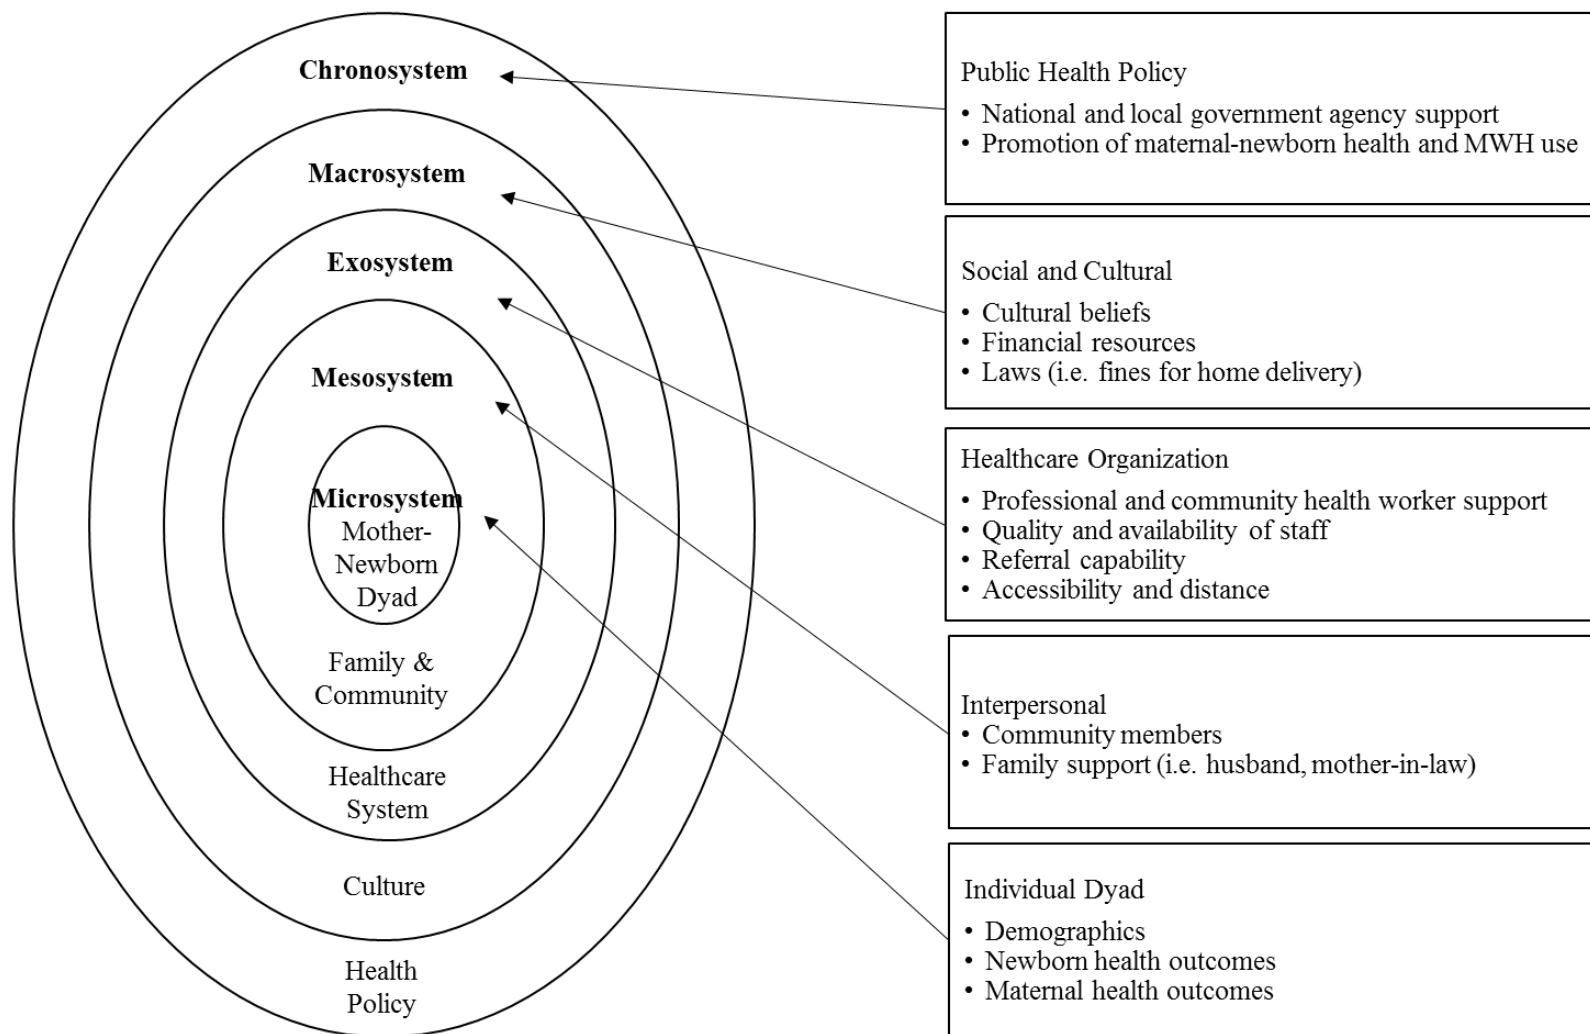 Chronosystem
Macrosystem
Exosystem
Mesosystem
Microsystem
Mother-
Newborn
Dyad
Family &
Community
Healthcare
System
Culture
Health
Policy
Public Health Policy
• National and local government agency support
• Promotion of maternal-newborn health and MWH use
Social and Cultural
• Cultural beliefs
• Financial resources
• Laws (i.e. fines for home delivery)
Healthcare Organization
• Professional and community health worker support
• Quality and availability of staff
• Referral capability
• Accessibility and distance
Interpersonal
• Community members
• Family support (i.e. husband, mother-in-law)
Individual Dyad
• Demographics
• Newborn health outcomes
• Maternal health outcomes